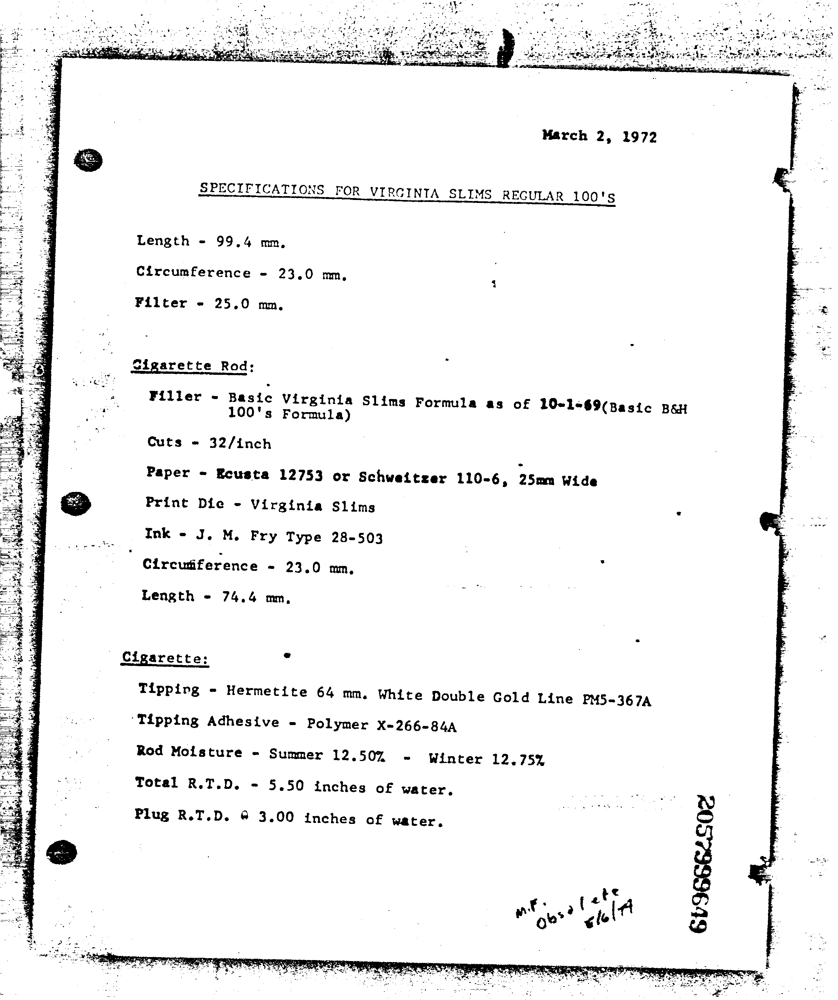 March 2, 1972
SPECIFICATIONS FOR VIRGINIA SLIMS REGULAR 100'S
Length - 99.4 mm.
Circumference - 23.0 mm.
Filter - 25.0 mm.
Cigarette Rod:
Filler - Basic Virginia Slims Formula as of 10-1-69(Basic B&H
100's Formula)
Cuts - 32/inch
Paper - Ecusta 12753 or Schweitzer 110-6, 25mm Wide
Print Die - Virginia Slims
Ink - J. M. Fry Type 28-503
Circumference - 23.0 mm.
Length - 74.4 mm.
Cigarette:
Tipping - Hermetite 64 mm. White Double Gold Line PM5-367A
Tipping Adhesive - Polymer X-266-84A
Rod Moisture - Summer 12.50% - Winter 12.75%
Total R.T.D. - 5.50 inches of water.
Plug R.T.D. @ 3.00 inches of water.
M.F.
Obsolete
2057999649